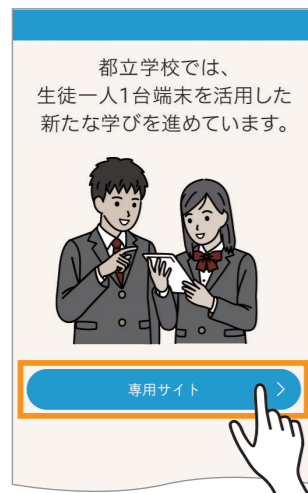 都立学校では、
生徒一人1台端末を活用した
新たな学びを進めています。
専用サイト